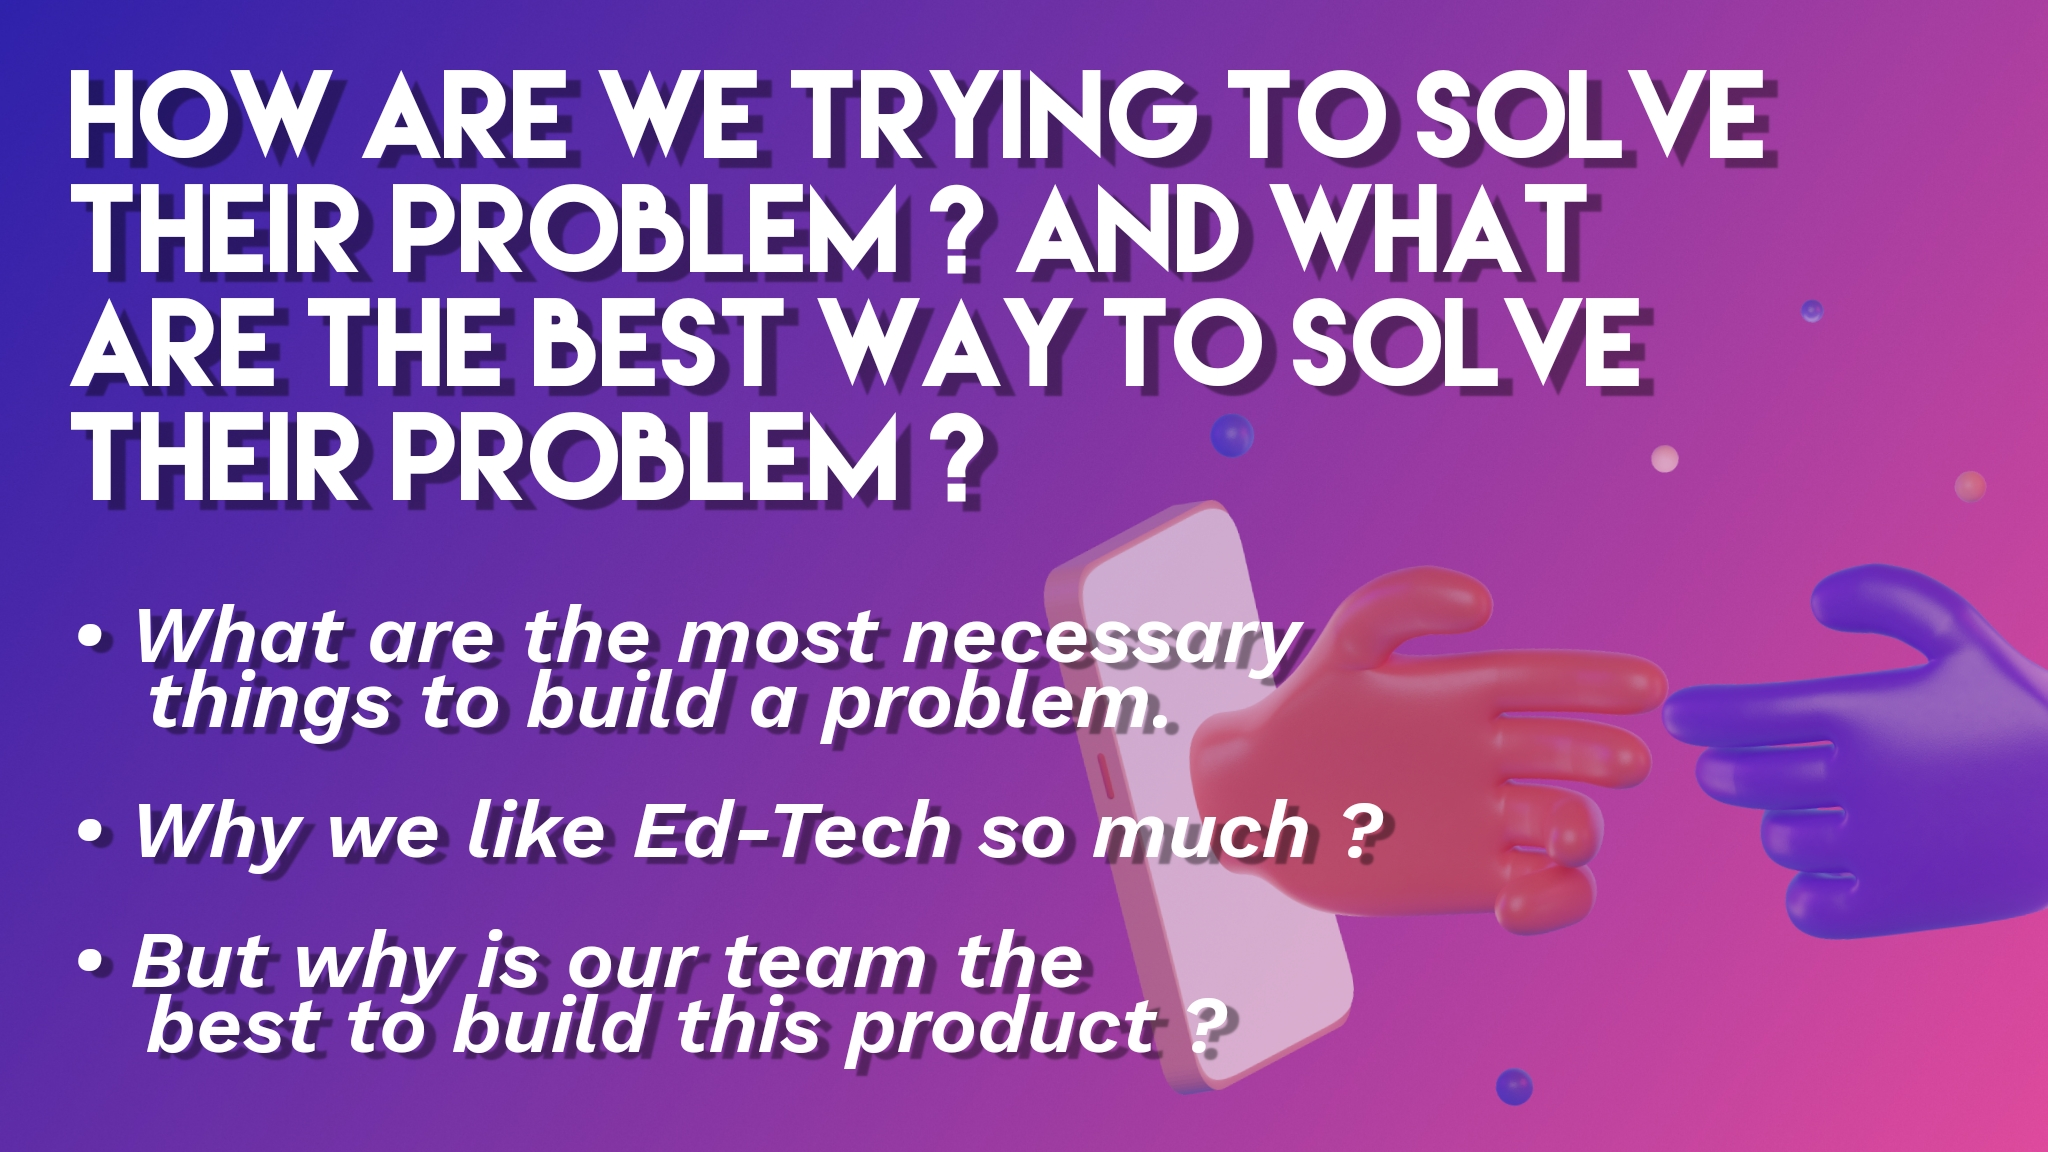 HOW ARE WE TRYING TO SOLVE
THEIR PROBLEM ? AND WHAT
ARE THE BEST WAY TO SOLVE
THEIR PROBLEM ?
• What are the most necessary
things to build a problem.
• Why we like Ed-Tech so much ?
• But why is our team the
best to build this product ?